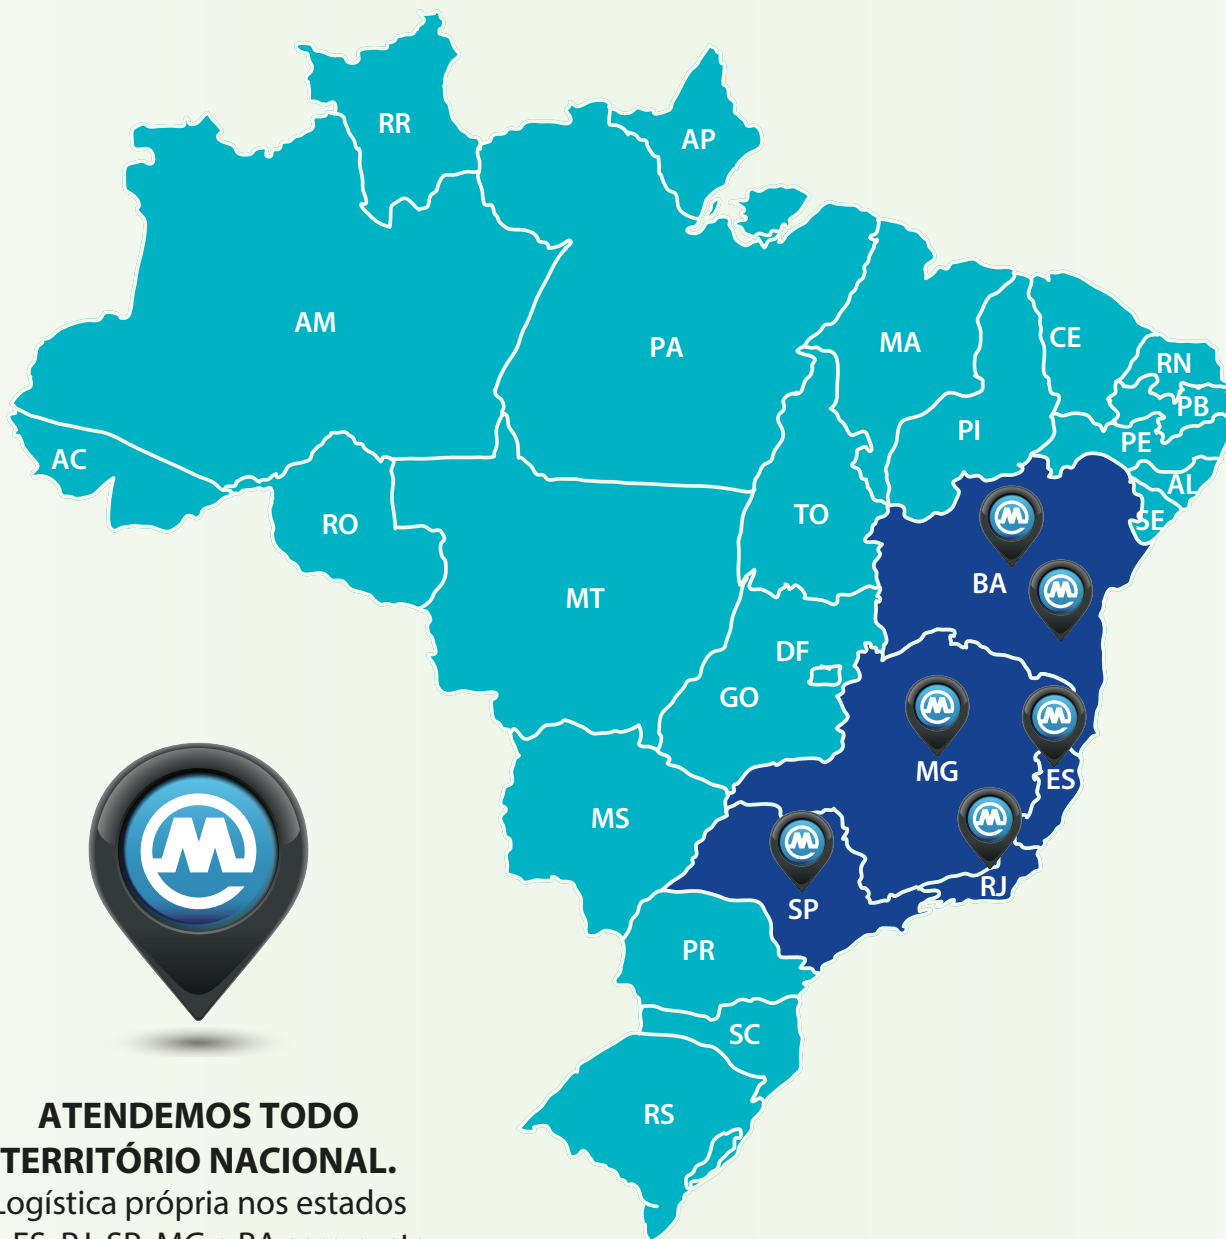 RR
AP
AM
PA
MA
CE
RN
PB
PI
PE
AC
AL
SE
RO
TO
BA
MT
DF
GO
MG
ES
MS
RJ
SP
PR
SC
RS
ATENDEMOS TODO
TERRITÓRIO NACIONAL.
Logística própria nos estados